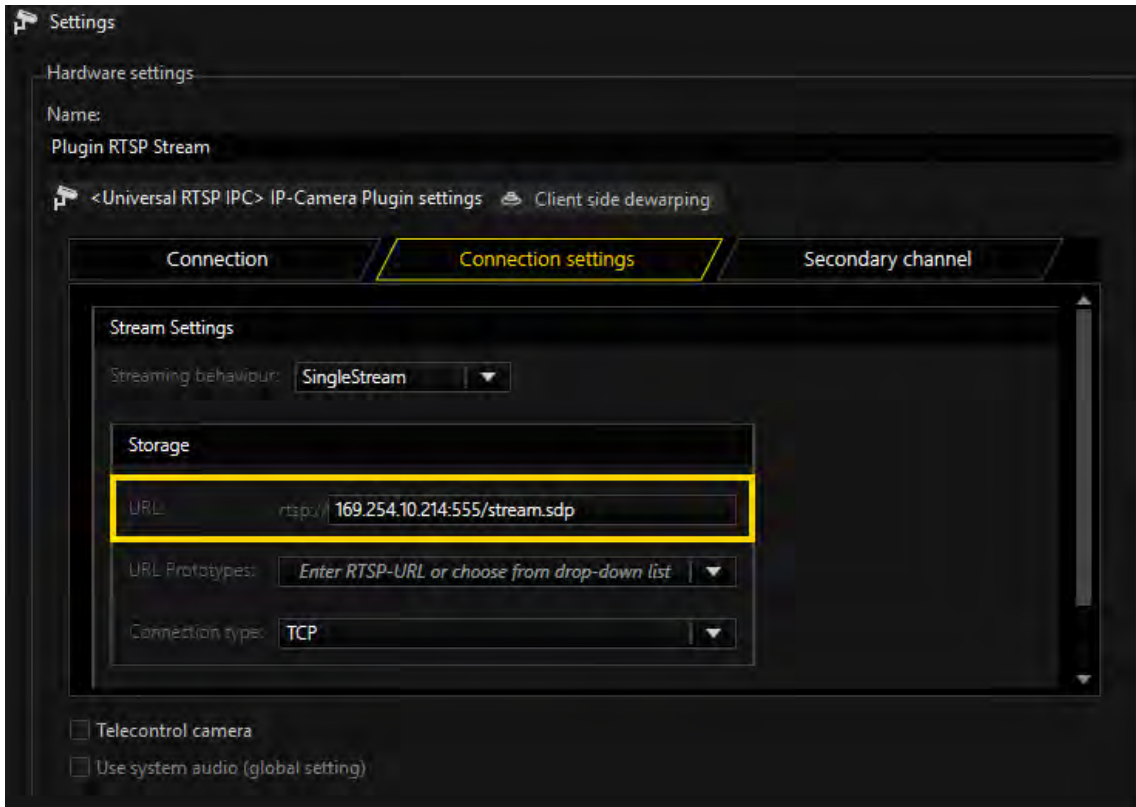 Settings
Hardware settings
Name:
Plugin RTSP Stream
<Universal RTSP IPC> IP-Camera Plugin settings Client side dewarping
Connection Connection settings Secondary channel
Stream Settings
Streaming behaviour: SingleStream
Storage
URL: rtsp:// 169.254.10.214:555/stream.sdp
URL Prototypes: Enter RTSP-URL or choose from drop-down list
Connection type: TCP
Telecontrol camera
Use system audio (global setting)